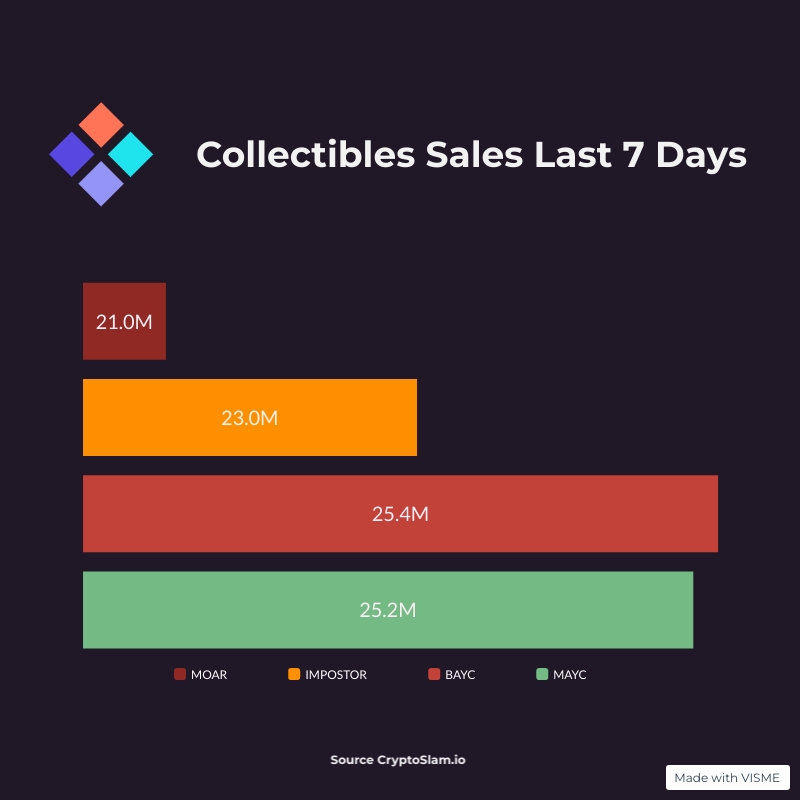 Collectibles Sales Last 7 Days
21.0M
23.0M
25.4M
25.2M
MOAR IMPOSTOR BAYC MAYC
Source CryptoSlam.io
Made with VISME